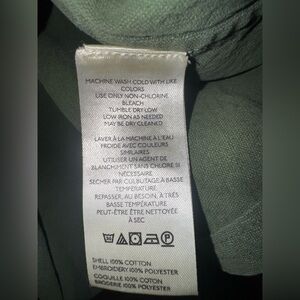 MACHINE WASH COLD WITH LIKE
COLORS
USE ONLY NON-CHLORINE
BLEACH
TUMBLE DRY LOW
LOW IRON AS NEEDED
MAY BE DRY CLEANED
LAVER À LA MACHINE À L'EAU
FROIDE AVEC COULEURS
SIMILAIRES
UTILISER UN AGENT DE
BLANCHIMENT SANS CHLORE SI
NÉCESSAIRE
SÉCHER PAR CULBUTAGE À BASSE
TEMPÉRATURE
REPASSER, AU BESOIN, À TRÈS
BASSE TEMPÉRATURE
PEUT-ÊTRE ÊTRE NETTOYÉ
À SEC
P
SHELL 100% COTTON
EMBROIDERY 100% POLYESTER
COQUILLE 100% COTON
BRODERIE 100% POLYESTER